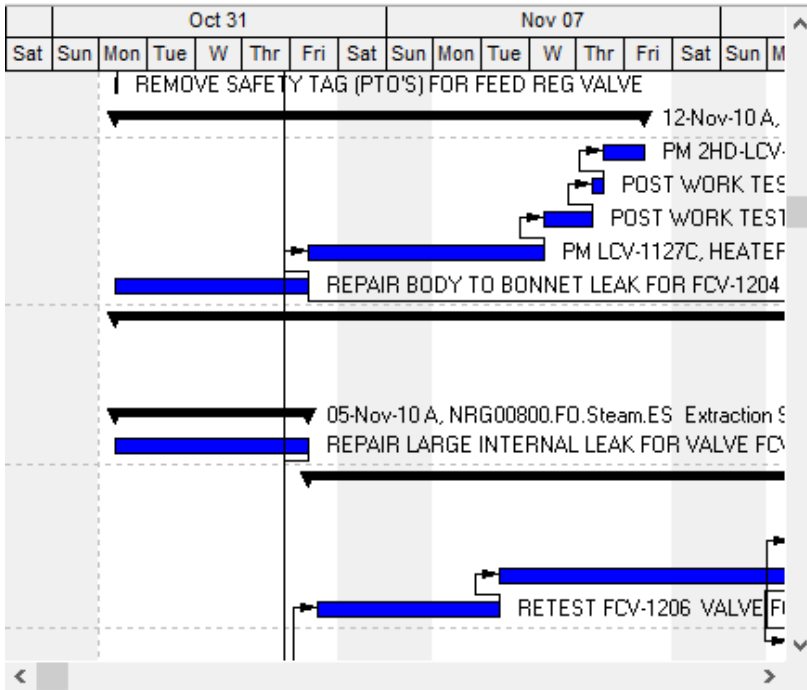 Oct 31 Nov 07
Sat Sun Mon Tue W Thr Fri Sat Sun Mon Tue W Thr Fri Sat Sun M
REMOVE SAFETY TAG (PTO'S) FOR FEED REG VALVE
12-Nov-10 A,
PM 2HD-LCV-
POST WORK TES
POST WORK TEST
PM LCV-1127C, HEATER
REPAIR BODY TO BONNET LEAK FOR FCV-1204
05-Nov-10 A, NRG00800.FO.Steam.ES Extraction S
REPAIR LARGE INTERNAL LEAK FOR VALVE FCV
RETEST FCV-1206 VALVE